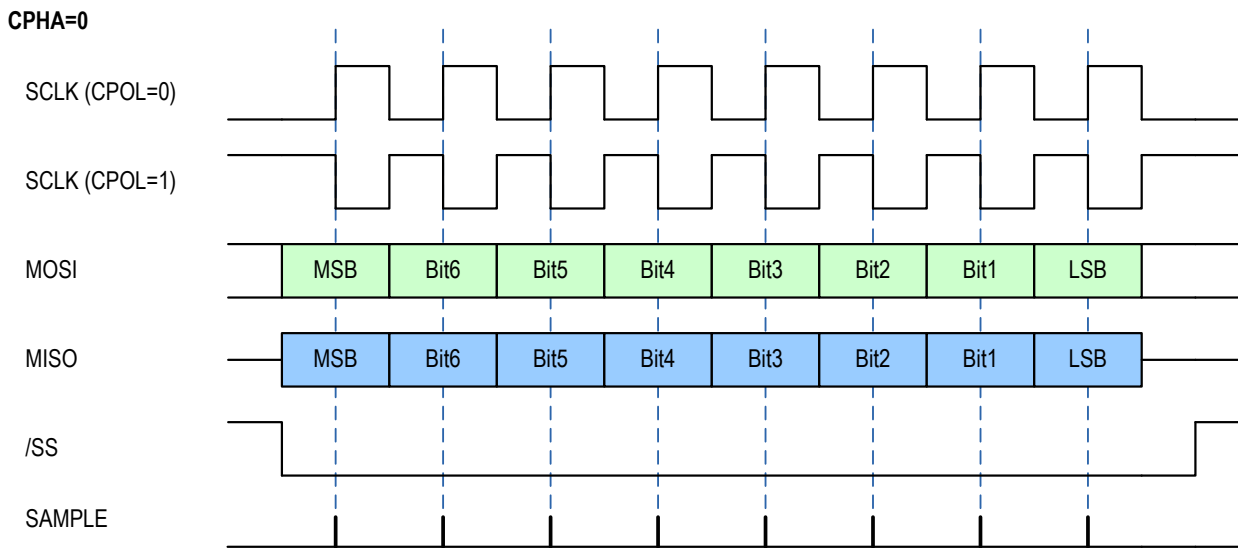 CPHA=0
SCLK (CPOL=0)
SCLK (CPOL=1)
MOSI MSB Bit6 Bit5 Bit4 Bit3 Bit2 Bit1 LSB
MISO MSB Bit6 Bit5 Bit4 Bit3 Bit2 Bit1 LSB
/SS
SAMPLE